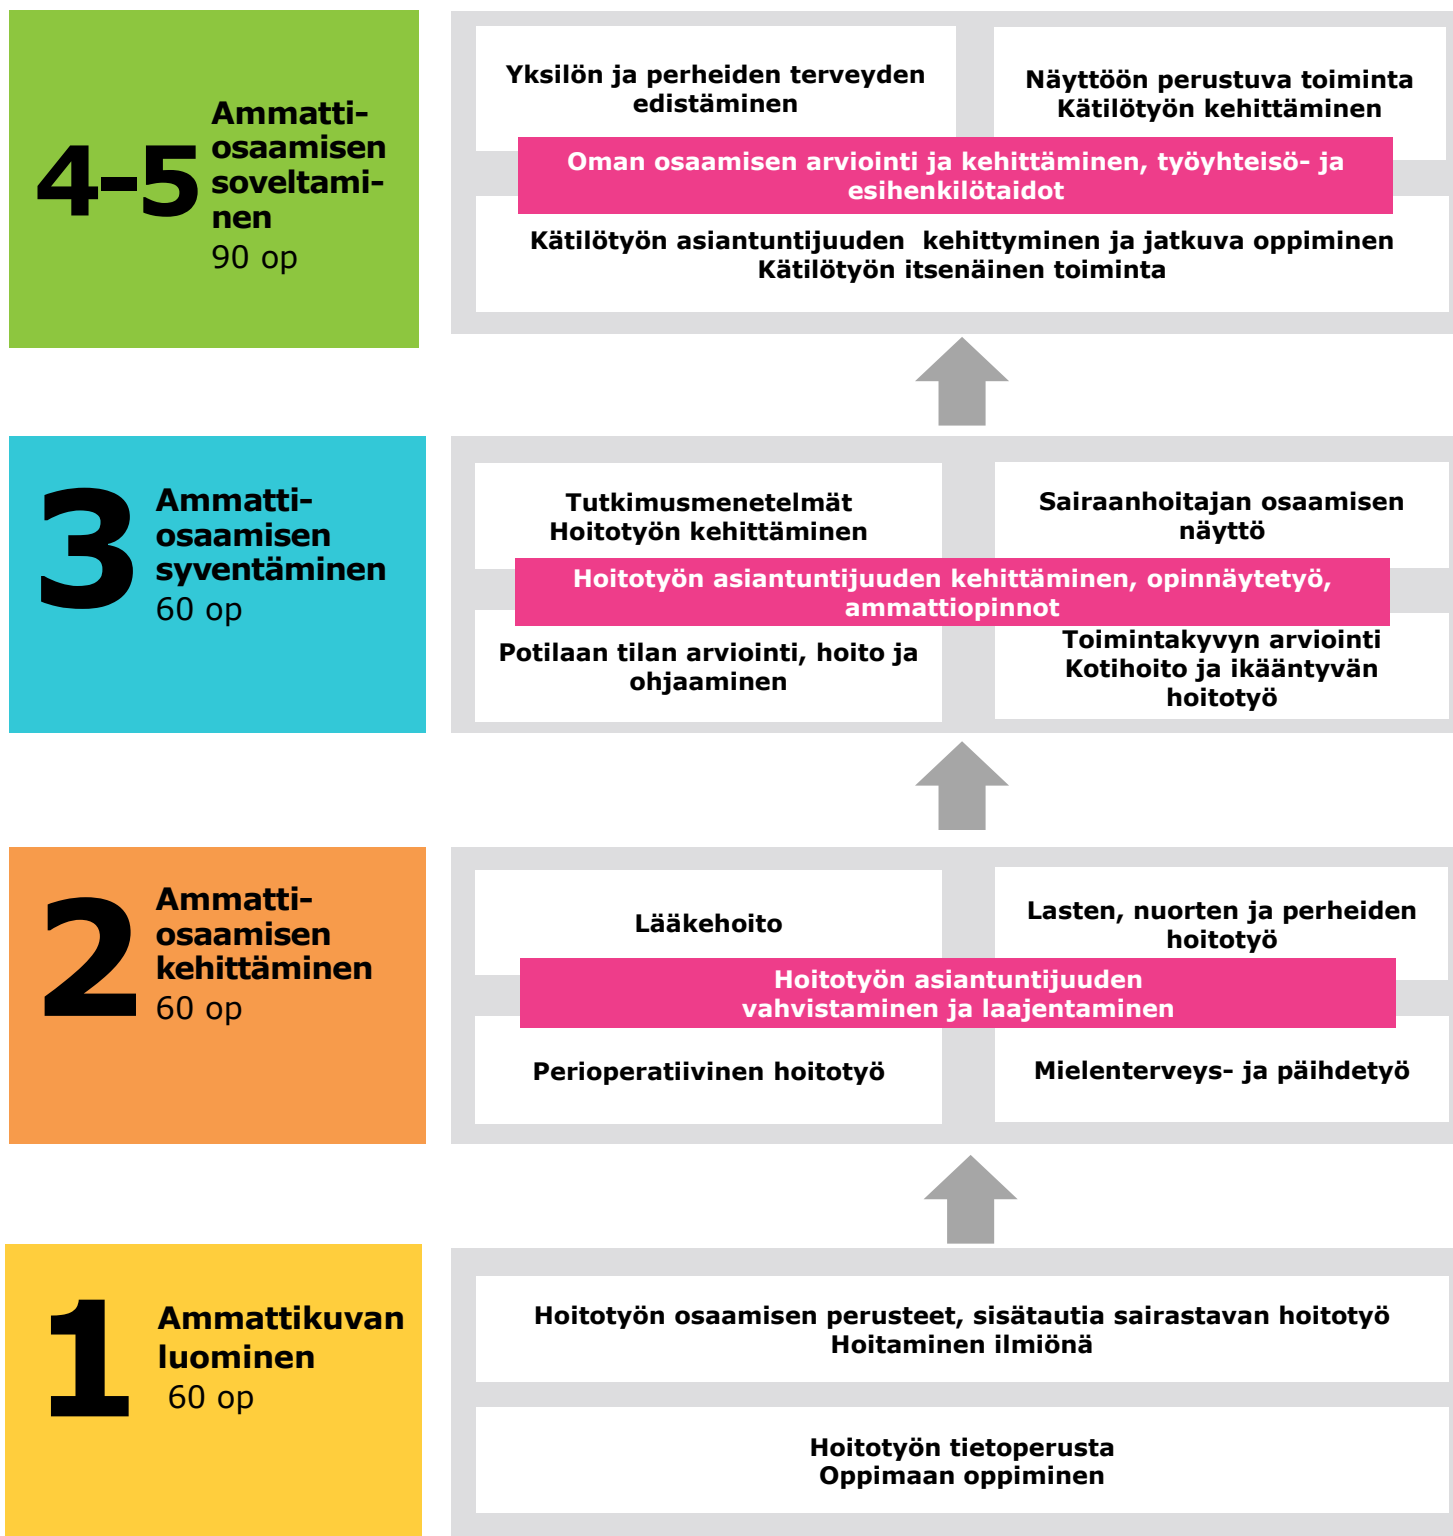 4-5
Ammatti-
osaamisen
soveltami-
nen
90 op
Yksilön ja perheiden terveyden
edistäminen
Näyttöön perustuva toiminta
Kätilötyön kehittäminen
Oman osaamisen arviointi ja kehittäminen, työyhteisö- ja
esihenkilötaidot
Kätilötyön asiantuntijuuden  kehittyminen ja jatkuva oppiminen
Kätilötyön itsenäinen toiminta
3
Ammatti-
osaamisen
syventäminen
60 op
Tutkimusmenetelmät
Hoitotyön kehittäminen
Sairaanhoitajan osaamisen
näyttö
Hoitotyön asiantuntijuuden kehittäminen, opinnäytetyö,
ammattiopinnot
Potilaan tilan arviointi, hoito ja
ohjaaminen
Toimintakyvyn arviointi
Kotihoito ja ikääntyvän
hoitotyö
2
Ammatti-
osaamisen
kehittäminen
60 op
Lääkehoito
Lasten, nuorten ja perheiden
hoitotyö
Hoitotyön asiantuntijuuden
vahvistaminen ja laajentaminen
Perioperatiivinen hoitotyö
Mielenterveys- ja päihdetyö
1
Ammattikuvan
luominen
60 op
Hoitotyön osaamisen perusteet, sisätautia sairastavan hoitotyö
Hoitaminen ilmiönä
Hoitotyön tietoperusta
Oppimaan oppiminen